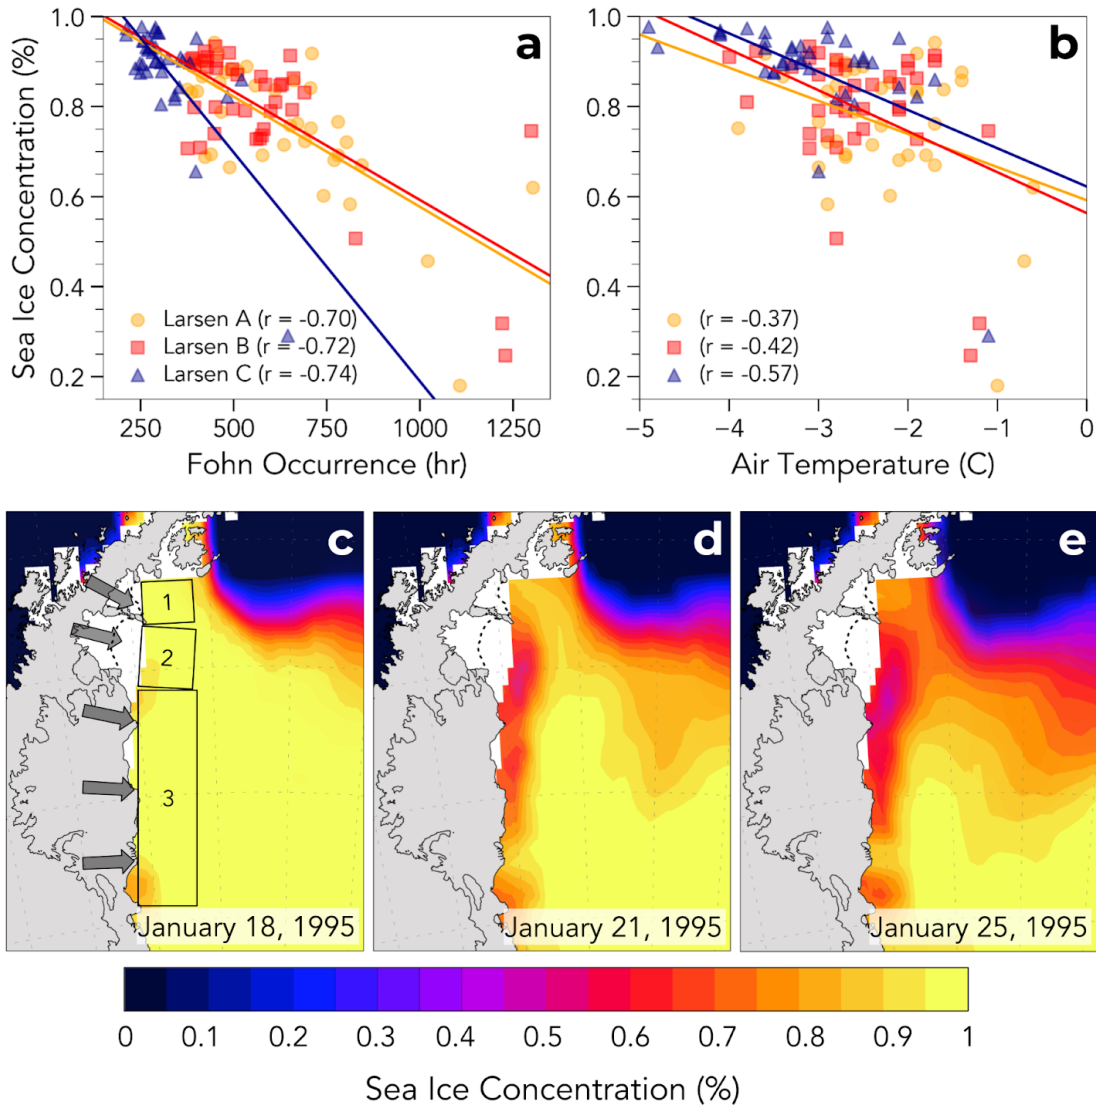 a
b
1.0
0.8
0.6
0.4
0.2
Sea Ice Concentration (%)
Larsen A (r = -0.70)
Larsen B (r = -0.72)
Larsen C (r = -0.74)
(r = -0.37)
(r = -0.42)
(r = -0.57)
250 500 750 1000 1250
−5 −4 −3 −2 −1 0
Fohn Occurrence (hr)
Air Temperature (C)
c
d
e
1
2
3
January 18, 1995
January 21, 1995
January 25, 1995
0 0.1 0.2 0.3 0.4 0.5 0.6 0.7 0.8 0.9 1
Sea Ice Concentration (%)